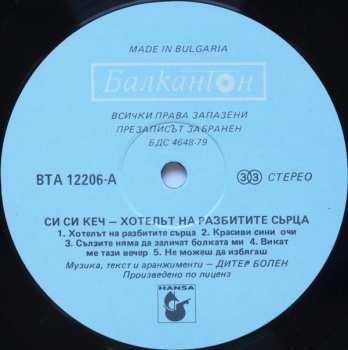 MADE IN BULGARIA
Балкантон
ВСИЧКИ ПРАВА ЗАПАЗЕНИ
ПРЕЗАПИСЪТ ЗАБРАНЕН
БДС 4648-79
ВТА 12206-А
33 СТЕРЕО
СИ СИ КЕЧ — ХОТЕЛЪТ НА РАЗБИТИТЕ СЪРЦА
1. Хотелът на разбитите сърца 2. Красиви сини очи
3. Сълзите няма да заличат болката ми 4. Викат
ме тази вечер 5. Не можеш да избягаш
Музика, текст и аранжименти — ДИТЕР БОЛЕН
Произведено по лиценз
HANSA